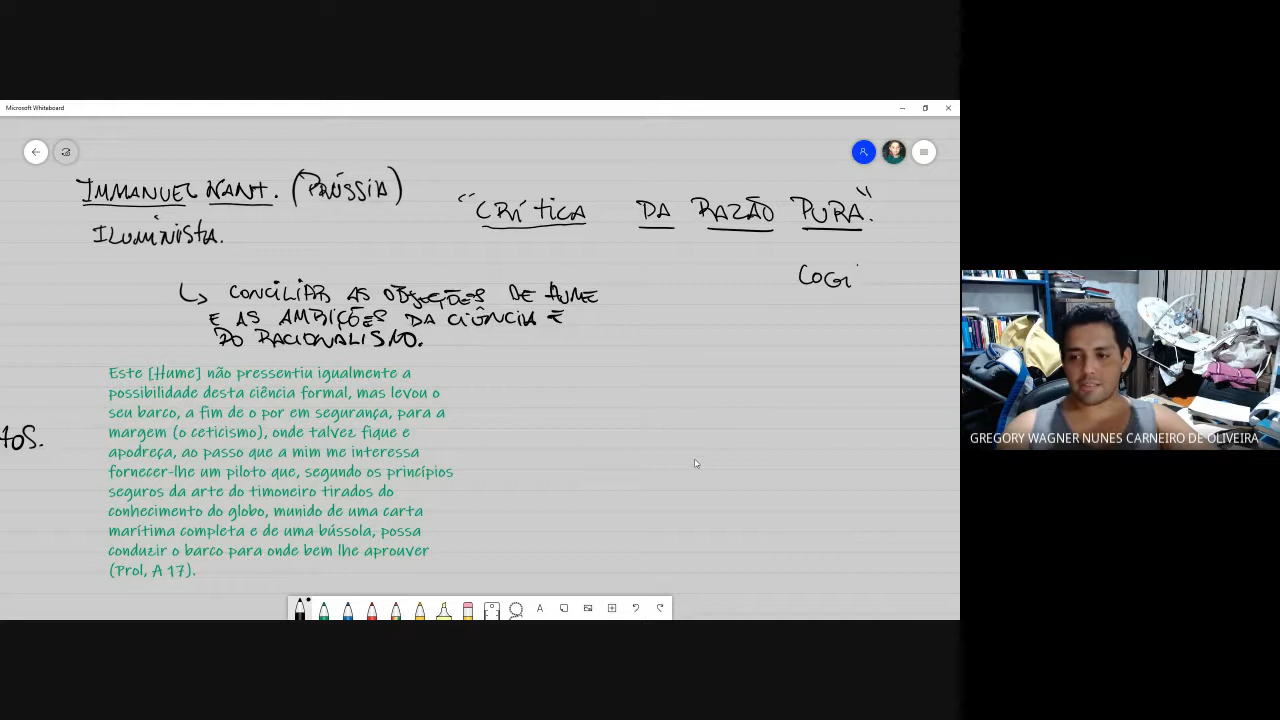 Microsoft Whiteboard
IMMANUEL KANT. (PRÚSSIA)
ILUMINISTA.
"CRÍTICA DA RAZÃO PURA."
COGI
↳ CONCILIAR AS OBJEÇÕES DE HUME
E AS AMBIÇÕES DA CIÊNCIA E
DO RACIONALISMO.
Este [Hume] não pressentiu igualmente a
possibilidade desta ciência formal, mas levou o
seu barco, a fim de o por em segurança, para a
margem (o ceticismo), onde talvez fique e
apodreça, ao passo que a mim me interessa
fornecer-lhe um piloto que, segundo os princípios
seguros da arte do timoneiro tirados do
conhecimento do globo, munido de uma carta
marítima completa e de uma bússola, possa
conduzir o barco para onde bem lhe aprouver
(Prol, A 17).
tos.
GREGORY WAGNER NUNES CARNEIRO DE OLIVEIRA